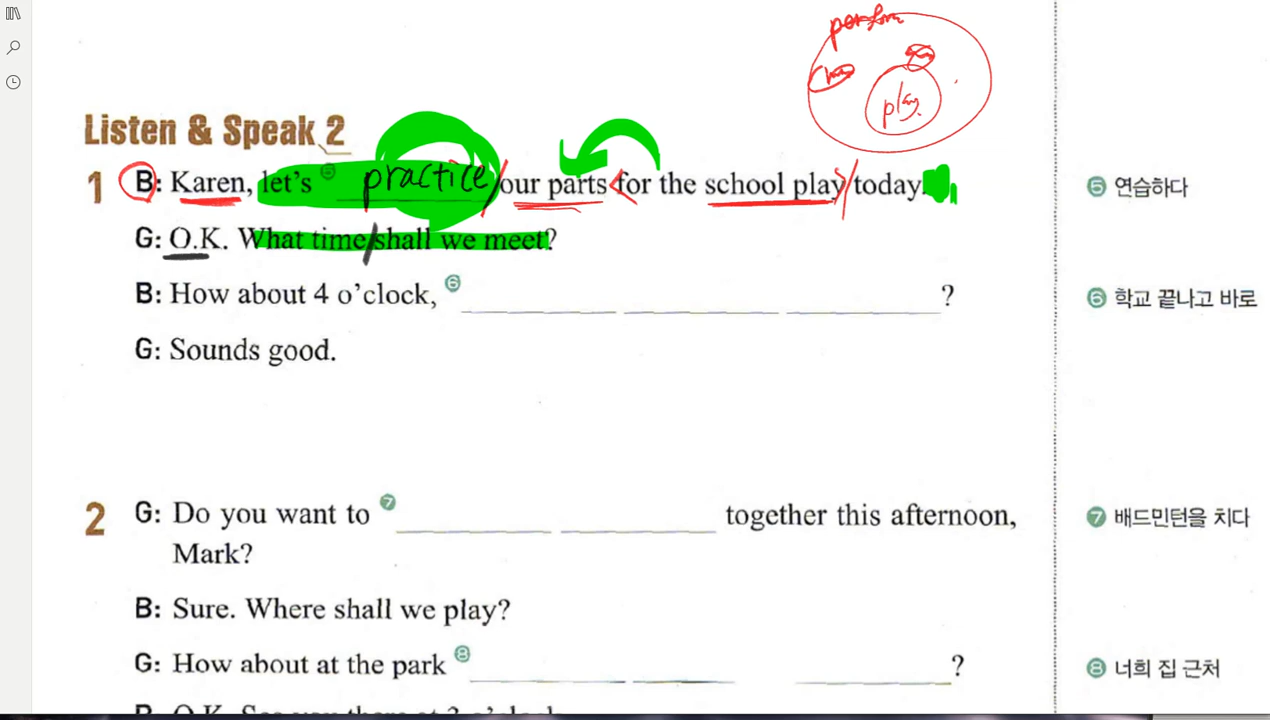 perform
play
Listen & Speak 2
1 B: Karen, let's ⑤ practice our parts for the school play today.
⑤ 연습하다
G: O.K. What time shall we meet?
B: How about 4 o'clock, ⑥ ?
⑥ 학교 끝나고 바로
G: Sounds good.
2 G: Do you want to ⑦ together this afternoon,
⑦ 배드민턴을 치다
Mark?
B: Sure. Where shall we play?
G: How about at the park ⑧ ?
⑧ 너희 집 근처